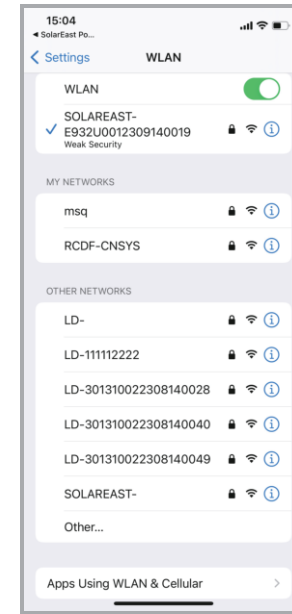 15:04
◀ SolarEast Po...
Settings
WLAN
WLAN
SOLAREAST-
E932U0012309140019
Weak Security
MY NETWORKS
msq
RCDF-CNSYS
OTHER NETWORKS
LD-
LD-111112222
LD-301310022308140028
LD-301310022308140040
LD-301310022308140049
SOLAREAST-
Other...
Apps Using WLAN & Cellular